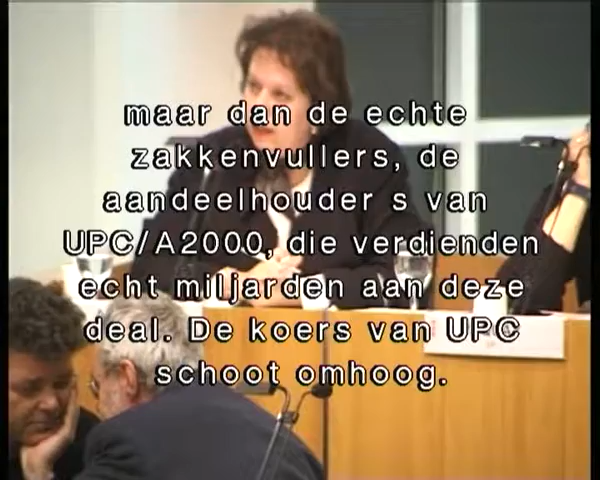 maar dan de echte
zakkenvullers, de
aandeelhouder s van
UPC/A2000, die verdienden
echt miljarden aan deze
deal. De koers van UPC
schoot omhoog.